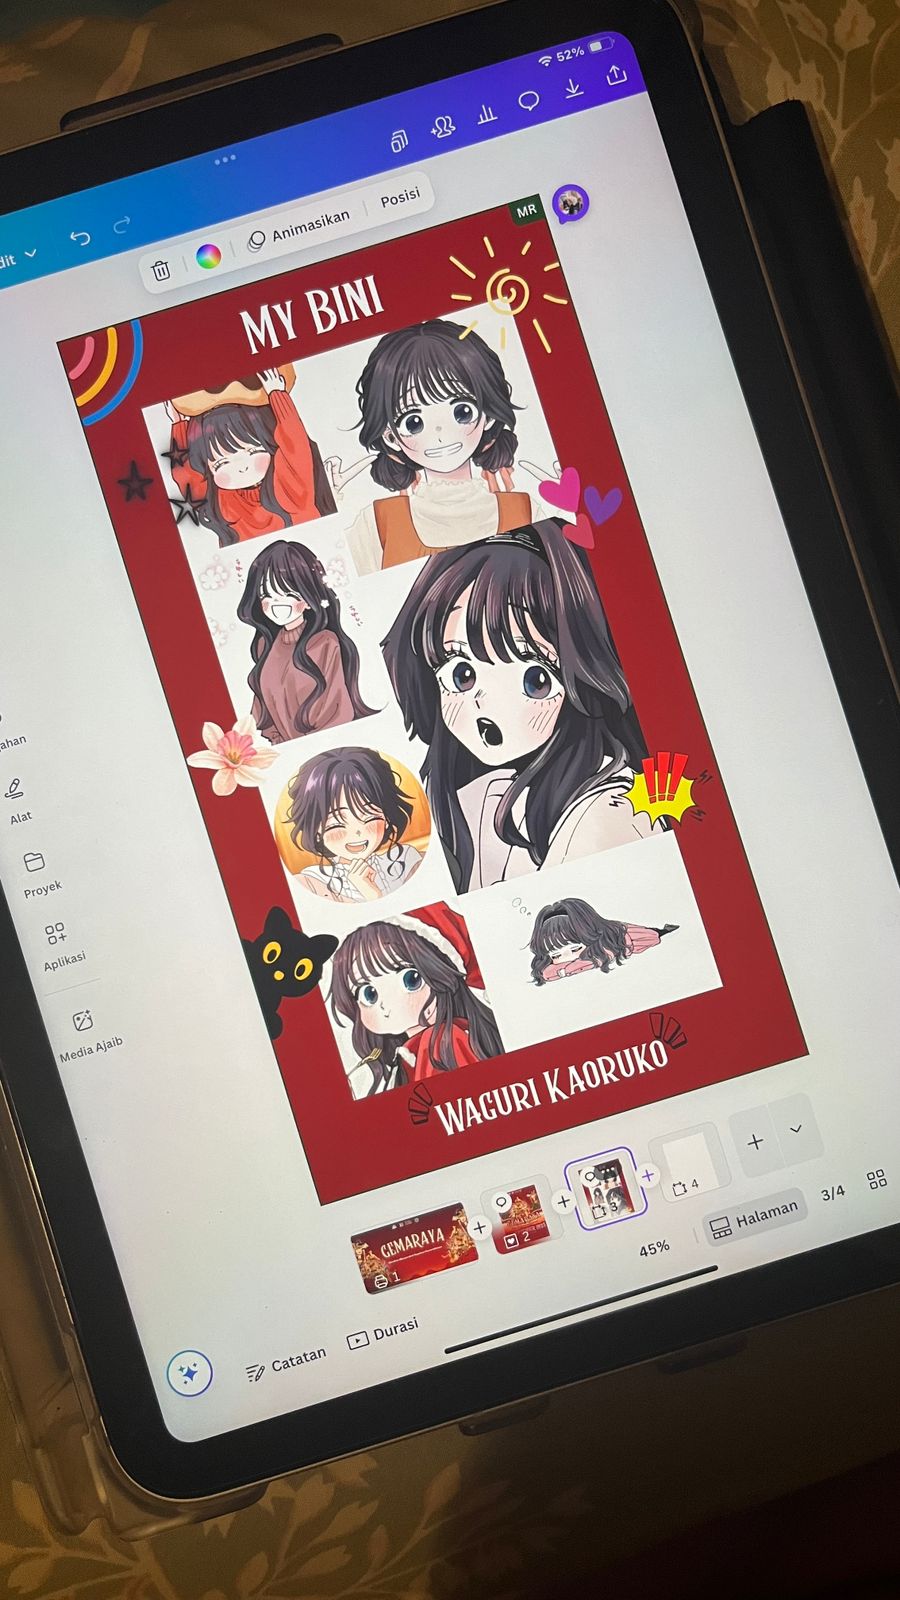 52%
Animasikan
Posisi
MR
MY BINI
Alat
Proyek
Aplikasi
Media Ajaib
WAGURI KAORUKO
GEMARAYA
1
2
3
4
45%
Halaman
3/4
Catatan
Durasi